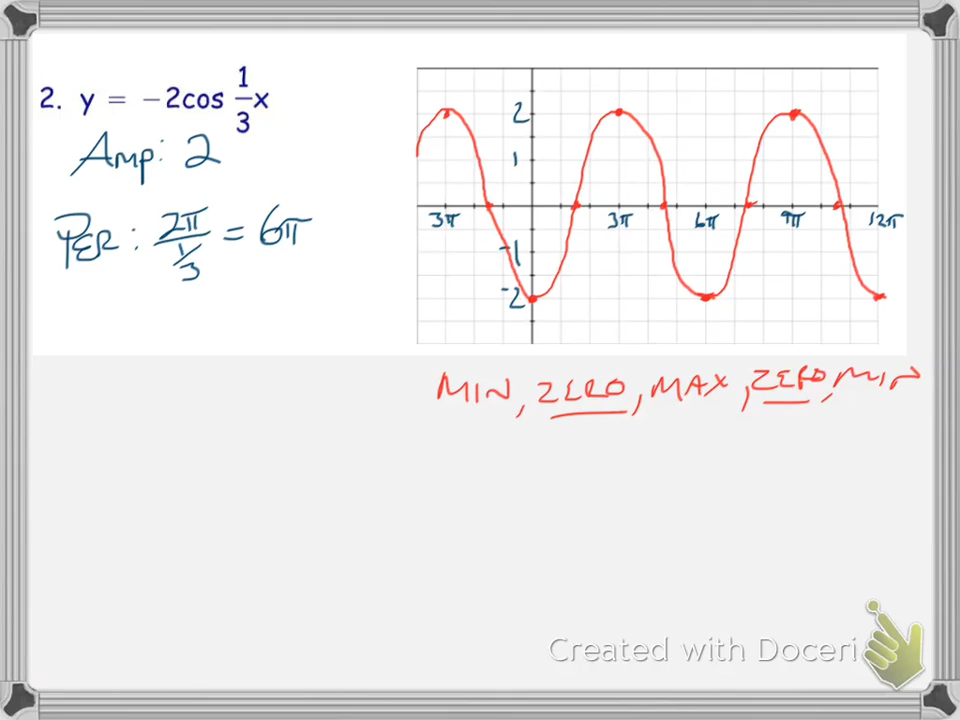 2. y = -2cos 1/3 x
Amp: 2
PER: 2π / 1/3 = 6π
2
1
3π 3π 6π 9π 12π
-1
-2
MIN, ZERO, MAX, ZERO, MIN
Created with Doceri